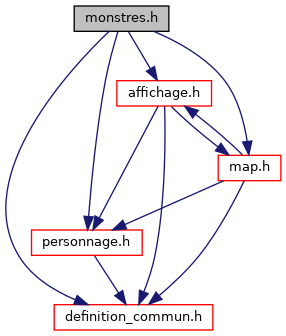 monstres.h
affichage.h
map.h
personnage.h
definition_commun.h